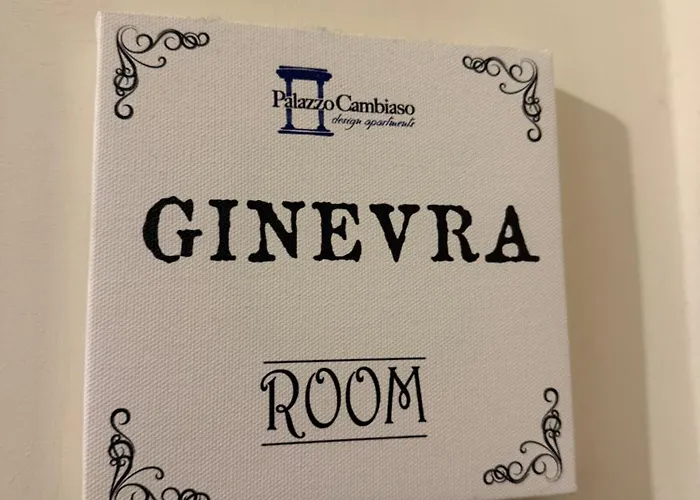 Palazzo Cambiaso
design apartments
GINEVRA
ROOM